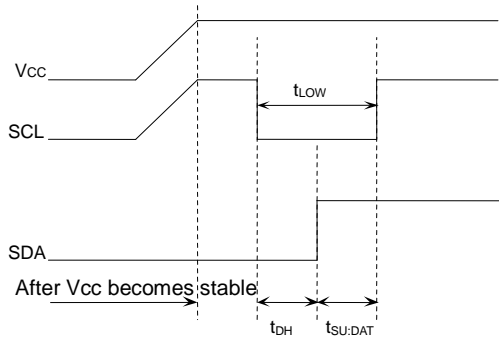 Vcc
tLOW
SCL
SDA
After Vcc becomes stable
tDH
tSU:DAT